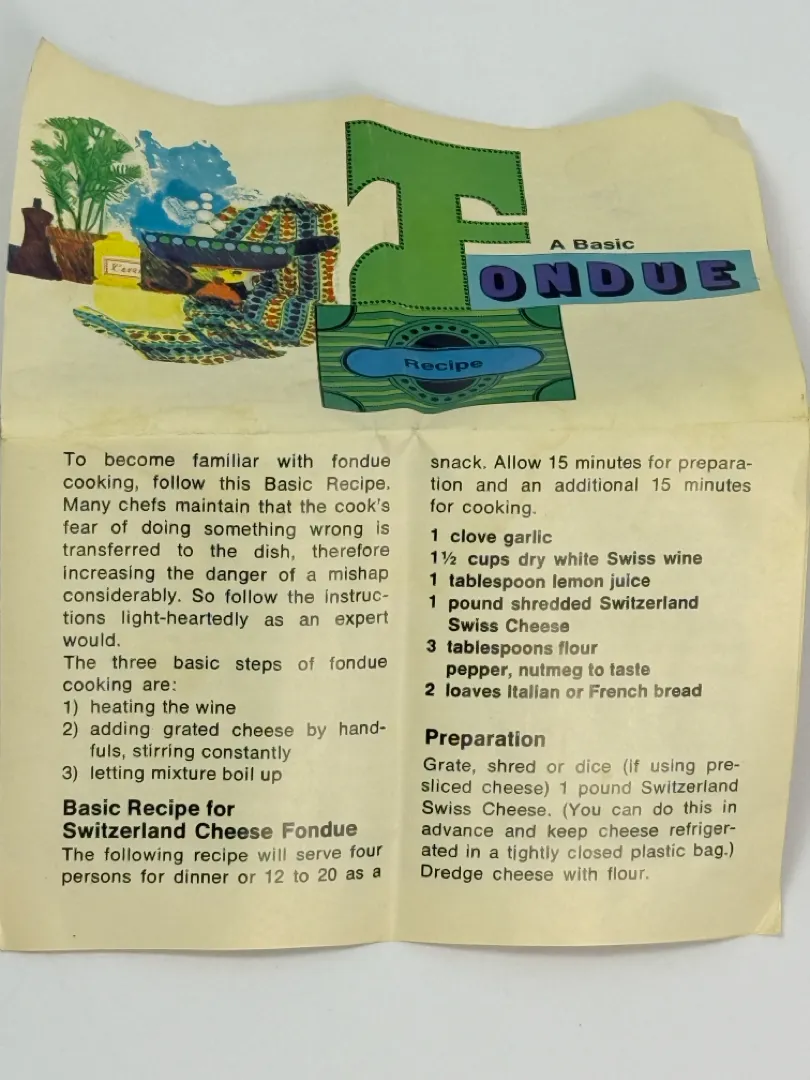 A Basic
FONDUE
Recipe
To become familiar with fondue
cooking, follow this Basic Recipe.
Many chefs maintain that the cook's
fear of doing something wrong is
transferred to the dish, therefore
increasing the danger of a mishap
considerably. So follow the instruc-
tions light-heartedly as an expert
would.
The three basic steps of fondue
cooking are:
1) heating the wine
2) adding grated cheese by hand-
fuls, stirring constantly
3) letting mixture boil up
Basic Recipe for
Switzerland Cheese Fondue
The following recipe will serve four
persons for dinner or 12 to 20 as a
snack. Allow 15 minutes for prepara-
tion and an additional 15 minutes
for cooking.
1 clove garlic
1½ cups dry white Swiss wine
1 tablespoon lemon juice
1 pound shredded Switzerland
Swiss Cheese
3 tablespoons flour
pepper, nutmeg to taste
2 loaves Italian or French bread
Preparation
Grate, shred or dice (if using pre-
sliced cheese) 1 pound Switzerland
Swiss Cheese. (You can do this in
advance and keep cheese refriger-
ated in a tightly closed plastic bag.)
Dredge cheese with flour.